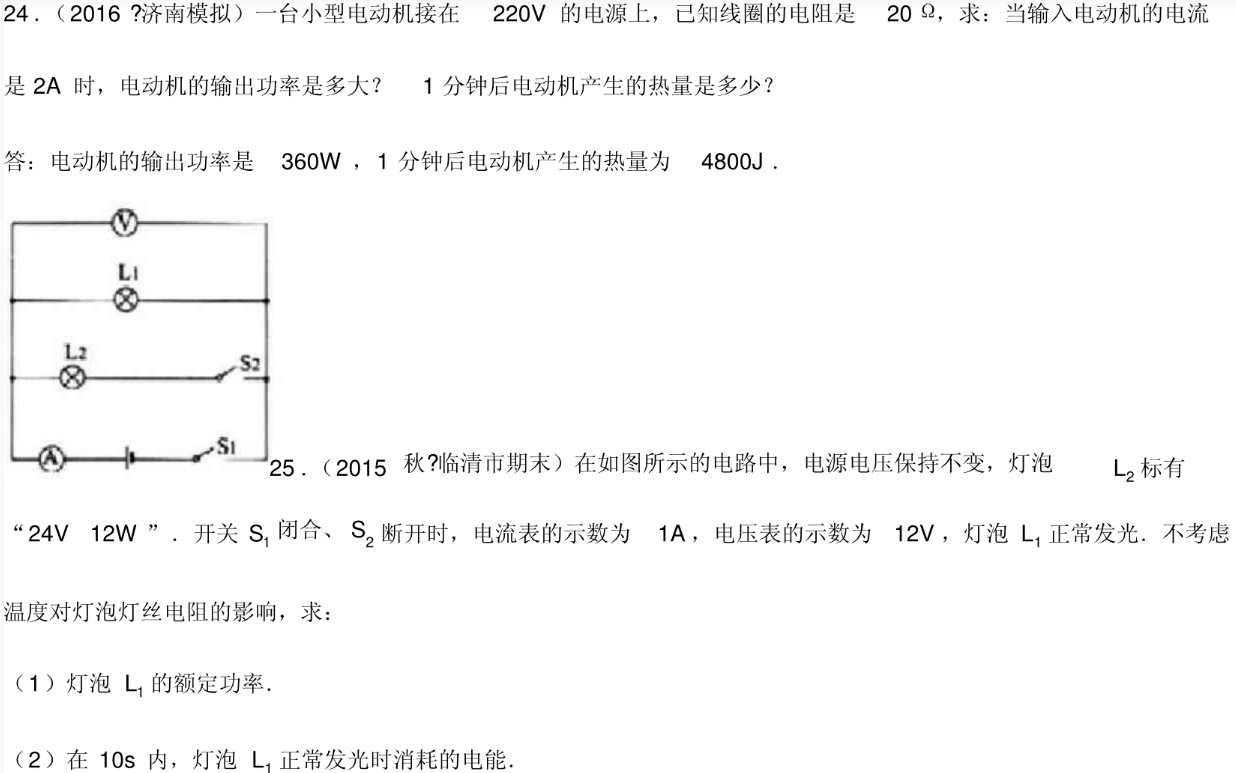 24．（2016 ?济南模拟）一台小型电动机接在 220V 的电源上，已知线圈的电阻是 20 Ω，求：当输入电动机的电流
是 2A 时，电动机的输出功率是多大？ 1 分钟后电动机产生的热量是多少？
答：电动机的输出功率是 360W ，1 分钟后电动机产生的热量为 4800J．
V
L1
L2
S2
A
S1
25．（2015 秋?临清市期末）在如图所示的电路中，电源电压保持不变，灯泡 L2 标有
“24V 12W ”．开关 S1 闭合、 S2 断开时，电流表的示数为 1A，电压表的示数为 12V，灯泡 L1 正常发光．不考虑
温度对灯泡灯丝电阻的影响，求：
（1）灯泡 L1 的额定功率．
（2）在 10s 内，灯泡 L1 正常发光时消耗的电能．